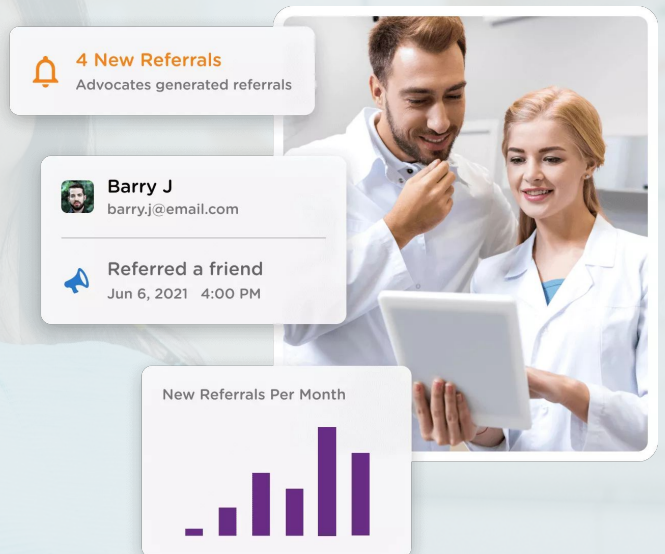 4 New Referrals
Advocates generated referrals
Barry J
barry.j@email.com
Referred a friend
Jun 6, 2021 4:00 PM
New Referrals Per Month